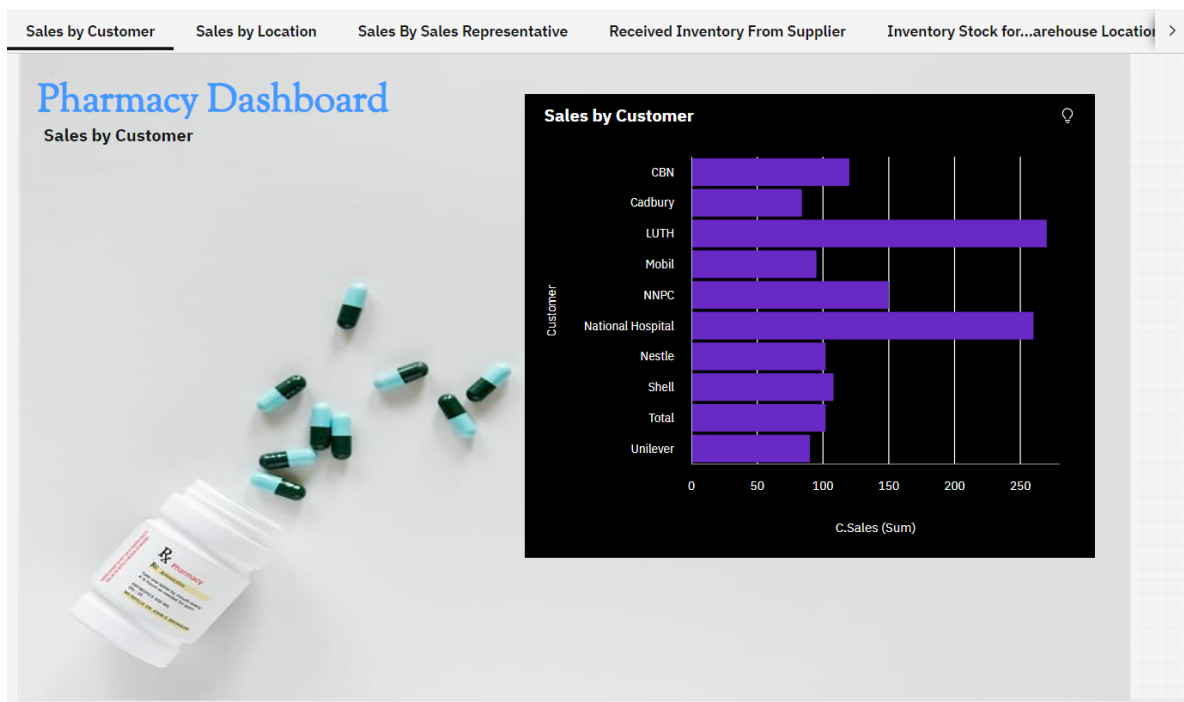 Sales by Customer
Sales by Location
Sales By Sales Representative
Received Inventory From Supplier
Inventory Stock for...arehouse Location
Pharmacy Dashboard
Sales by Customer
Sales by Customer
Customer
CBN
Cadbury
LUTH
Mobil
NNPC
National Hospital
Nestle
Shell
Total
Unilever
0 50 100 150 200 250
C.Sales (Sum)
Rx Pharmacy